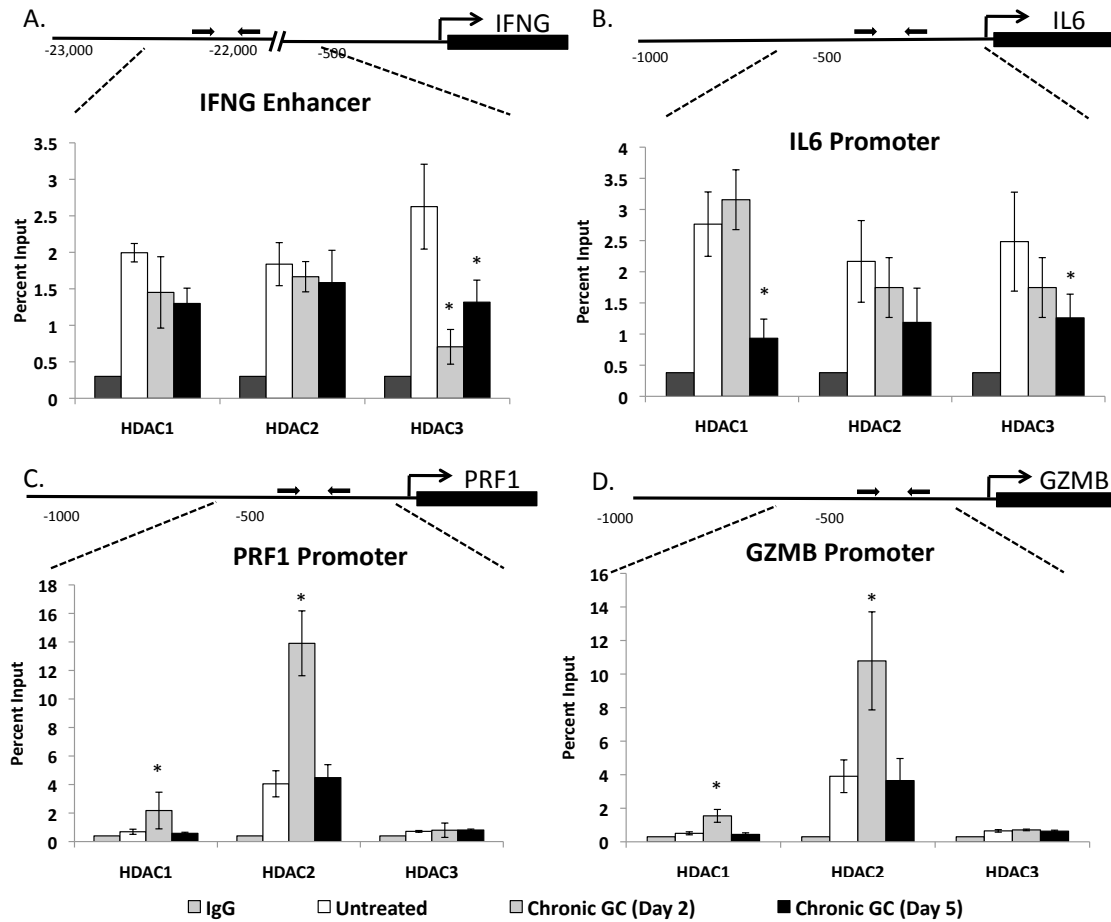 A.
IFNG
-23,000
-22,000
-500
IFNG Enhancer
Percent Input
3.5
3
2.5
2
1.5
1
0.5
0
*
*
HDAC1
HDAC2
HDAC3
B.
IL6
-1000
-500
IL6 Promoter
Percent Input
4
3.5
3
2.5
2
1.5
1
0.5
0
*
*
HDAC1
HDAC2
HDAC3
C.
PRF1
-1000
-500
PRF1 Promoter
Percent Input
18
16
14
12
10
8
6
4
2
0
*
*
HDAC1
HDAC2
HDAC3
D.
GZMB
-1000
-500
GZMB Promoter
Percent Input
16
14
12
10
8
6
4
2
0
*
*
HDAC1
HDAC2
HDAC3
IgG
Untreated
Chronic GC (Day 2)
Chronic GC (Day 5)